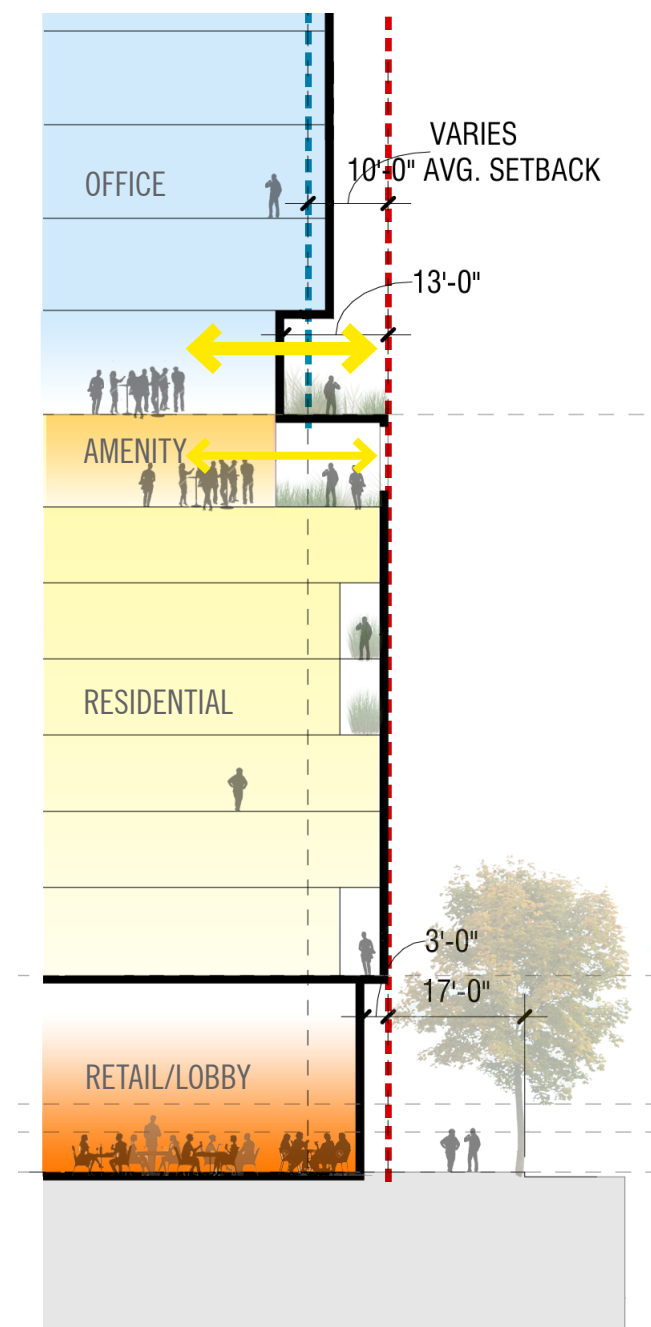 VARIES
10'-0" AVG. SETBACK
OFFICE
13'-0"
AMENITY
RESIDENTIAL
3'-0"
17'-0"
RETAIL/LOBBY